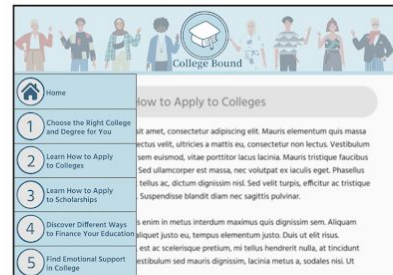 College Bound
Home
How to Apply to Colleges
1 Choose the Right College
and Degree for You
2 Learn How to Apply
to Colleges
3 Learn How to Apply
to Scholarships
4 Discover Different Ways
to Finance Your Education
5 Find Emotional Support
in College
sit amet, consectetur adipiscing elit. Mauris elementum quis massa
lectus velit, ultricies a mattis eu, consectetur non lectus. Vestibulum
sem euismod, vitae porttitor lacus lacinia. Mauris tristique faucibus
Sed ullamcorper est massa, nec volutpat ex iaculis eget. Phasellus
tellus ac, dictum dignissim nisl. Sed velit turpis, efficitur ac tristique
Suspendisse blandit diam nec sagittis pulvinar.
enim in metus interdum maximus quis dignissim sem. Aliquam
aliquet justo eu, tempus elementum justo. Duis ut elit risus.
est ac scelerisque pretium, mi tellus hendrerit nulla, at tincidunt
vestibulum sed mauris dignissim, lacinia metus a, sodales nisi. Ut